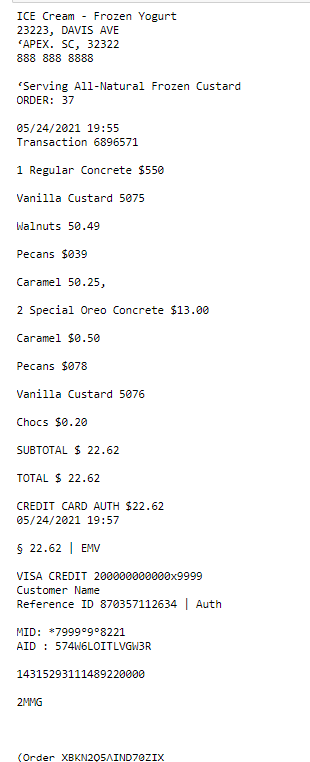 ICE Cream - Frozen Yogurt
23223, DAVIS AVE
‘APEX. SC, 32322
888 888 8888
‘Serving All-Natural Frozen Custard
ORDER: 37
05/24/2021 19:55
Transaction 6896571
1 Regular Concrete $550
Vanilla Custard 5075
Walnuts 50.49
Pecans $039
Caramel 50.25,
2 Special Oreo Concrete $13.00
Caramel $0.50
Pecans $078
Vanilla Custard 5076
Chocs $0.20
SUBTOTAL $ 22.62
TOTAL $ 22.62
CREDIT CARD AUTH $22.62
05/24/2021 19:57
§ 22.62 | EMV
VISA CREDIT 200000000000x9999
Customer Name
Reference ID 870357112634 | Auth
MID: *7999°9°8221
AID : 574W6LOITLVGW3R
14315293111489220000
2MMG
(Order XBKN2O5AIND70ZIX